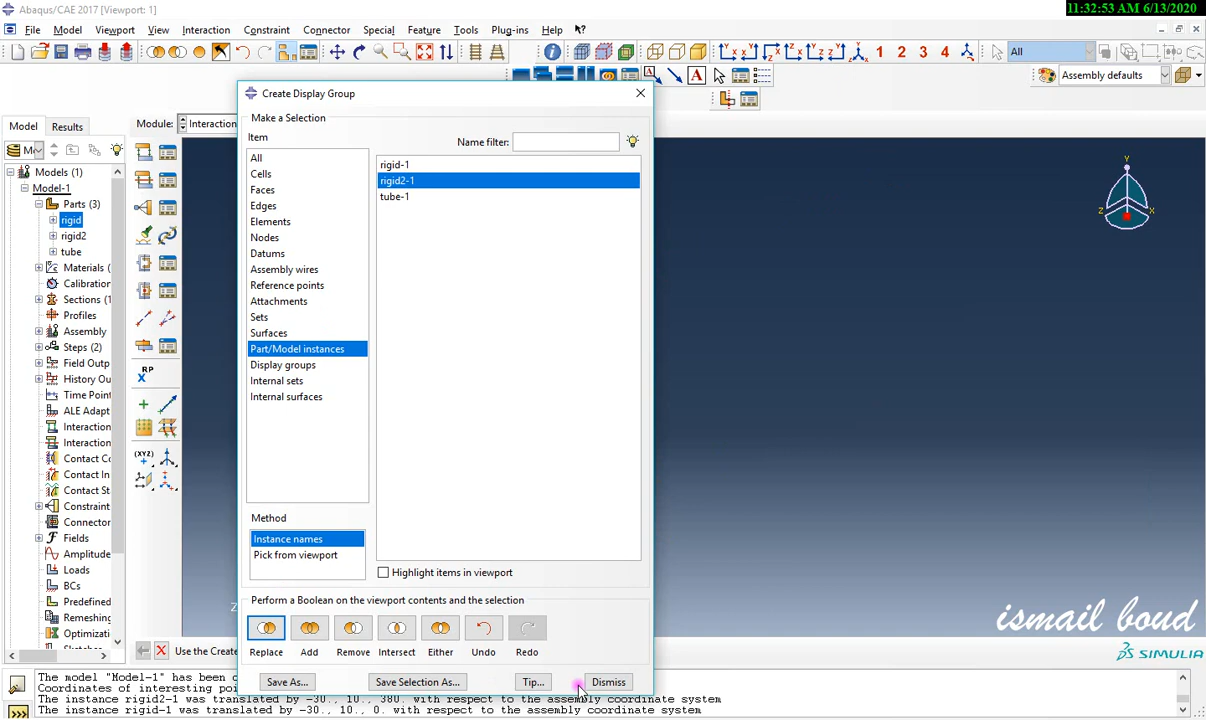 Abaqus/CAE 2017 [Viewport: 1]
11:32:53 AM 6/13/2020
File Model Viewport View Interaction Constraint Connector Special Feature Tools Plug-ins Help
All
1 2 3 4
Assembly defaults
Model Results
Module: Interaction
Models (1)
Model-1
Parts (3)
rigid
rigid2
tube
Materials (
Calibration
Sections (1
Profiles
Assembly
Steps (2)
Field Outp
History Ou
Time Point
ALE Adapt
Interaction
Interaction
Contact Co
Contact In
Contact St
Constraint
Connector
Fields
Amplitude
Loads
BCs
Predefined
Remeshing
Optimizatio
Sketches
RP
(XYZ)
Create Display Group
Make a Selection
Item
Name filter:
All
Cells
Faces
Edges
Elements
Nodes
Datums
Assembly wires
Reference points
Attachments
Sets
Surfaces
Part/Model instances
Display groups
Internal sets
Internal surfaces
rigid-1
rigid2-1
tube-1
Method
Instance names
Pick from viewport
Highlight items in viewport
Perform a Boolean on the viewport contents and the selection
Replace Add Remove Intersect Either Undo Redo
Save As... Save Selection As... Tip... Dismiss
Y
Z X
ismail boud
SIMULIA
Use the Create
The model "Model-1" has been c
Coordinates of interesting poi
The instance rigid2-1 was translated by -30., 10., 380. with respect to the assembly coordinate system
The instance rigid-1 was translated by -30., 10., 0. with respect to the assembly coordinate system